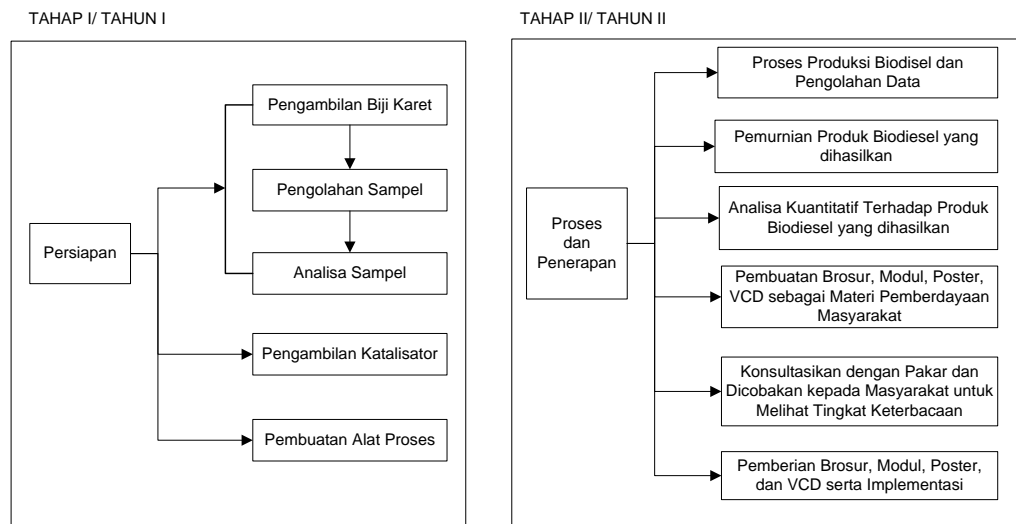 TAHAP I/ TAHUN I
Persiapan
Pengambilan Biji Karet
Pengolahan Sampel
Analisa Sampel
Pengambilan Katalisator
Pembuatan Alat Proses
TAHAP II/ TAHUN II
Proses
dan
Penerapan
Proses Produksi Biodisel dan
Pengolahan Data
Pemurnian Produk Biodiesel yang
dihasilkan
Analisa Kuantitatif Terhadap Produk
Biodiesel yang dihasilkan
Pembuatan Brosur, Modul, Poster,
VCD sebagai Materi Pemberdayaan
Masyarakat
Konsultasikan dengan Pakar dan
Dicobakan kepada Masyarakat untuk
Melihat Tingkat Keterbacaan
Pemberian Brosur, Modul, Poster,
dan VCD serta Implementasi